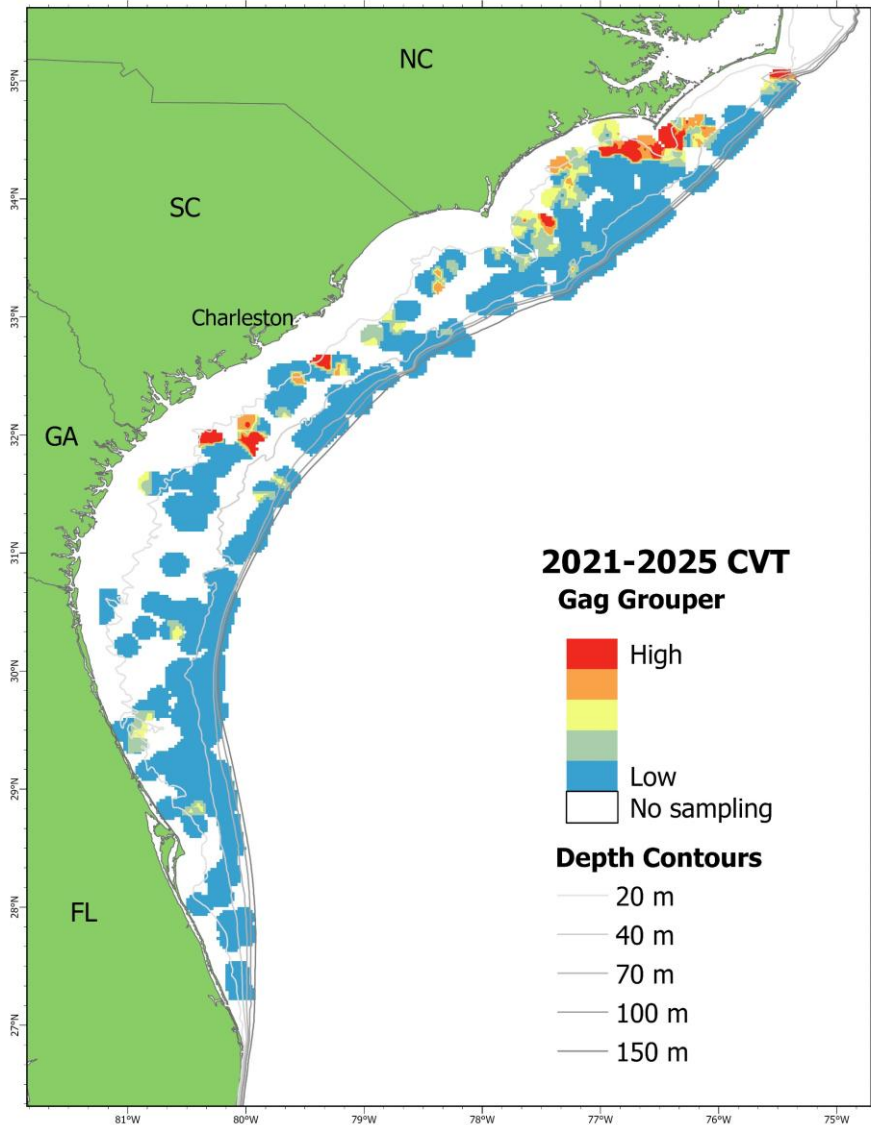 NC
SC
Charleston
GA
FL
2021-2025 CVT
Gag Grouper
High
Low
No sampling
Depth Contours
20 m
40 m
70 m
100 m
150 m
35°N
34°N
33°N
32°N
31°N
30°N
29°N
28°N
27°N
81°W
80°W
79°W
78°W
77°W
76°W
75°W